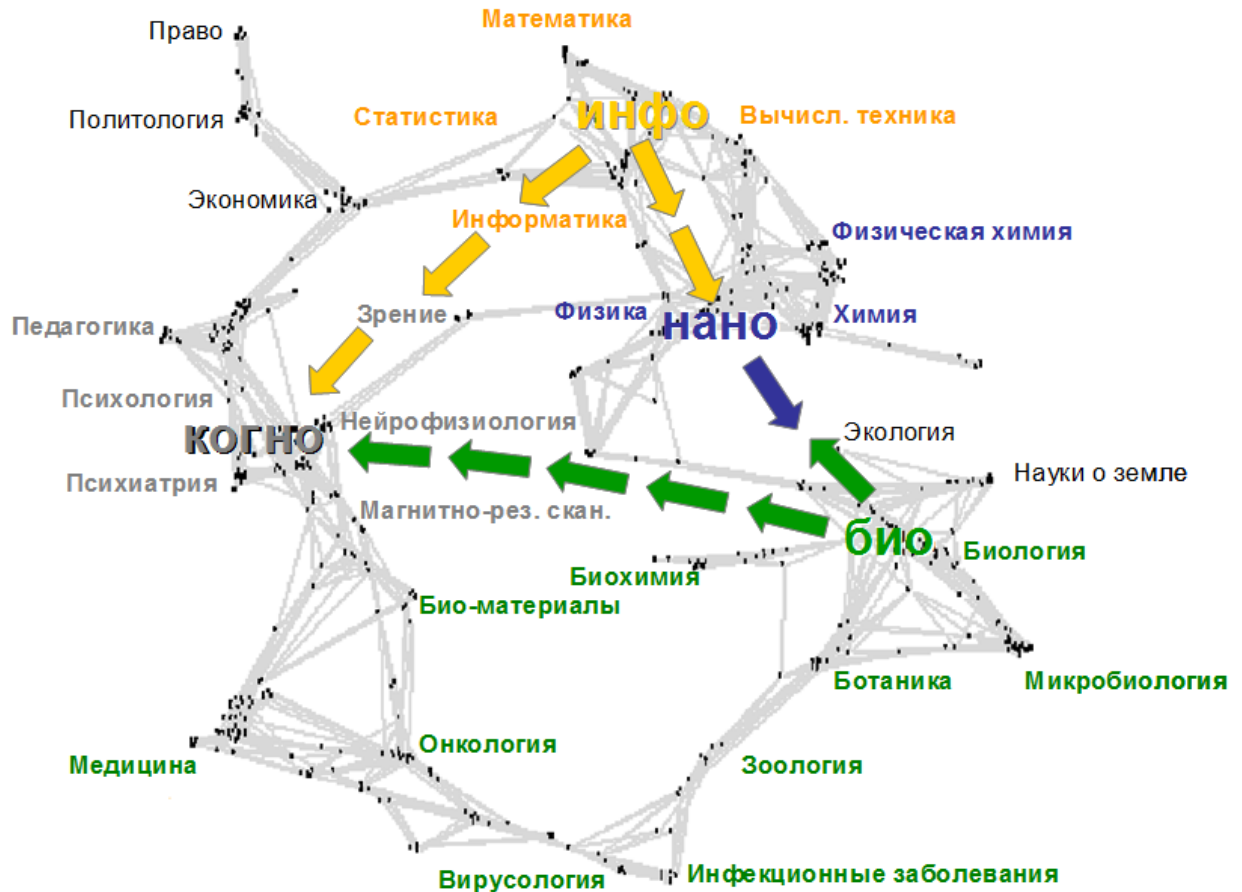 Математика
Право
Политология
Статистика
инфо
Вычисл. техника
Экономика
Информатика
Физическая химия
Педагогика
Зрение
Физика
нано
Химия
Психология
когно
Нейрофизиология
Экология
Психиатрия
Магнитно-рез. скан.
Науки о земле
био
Биология
Биохимия
Био-материалы
Ботаника
Микробиология
Медицина
Онкология
Зоология
Вирусология
Инфекционные заболевания